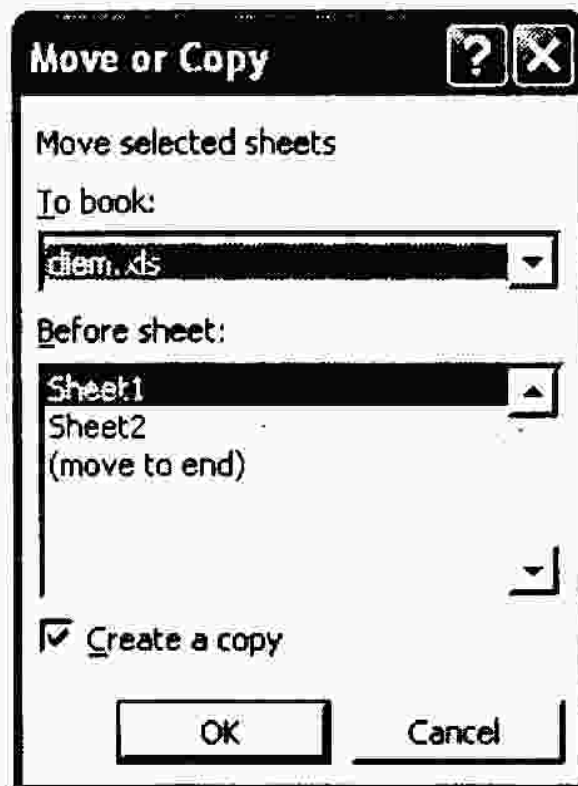 Move or Copy
Move selected sheets
To book:
diem.xls
Before sheet:
Sheet1
Sheet2
(move to end)
Create a copy
OK Cancel